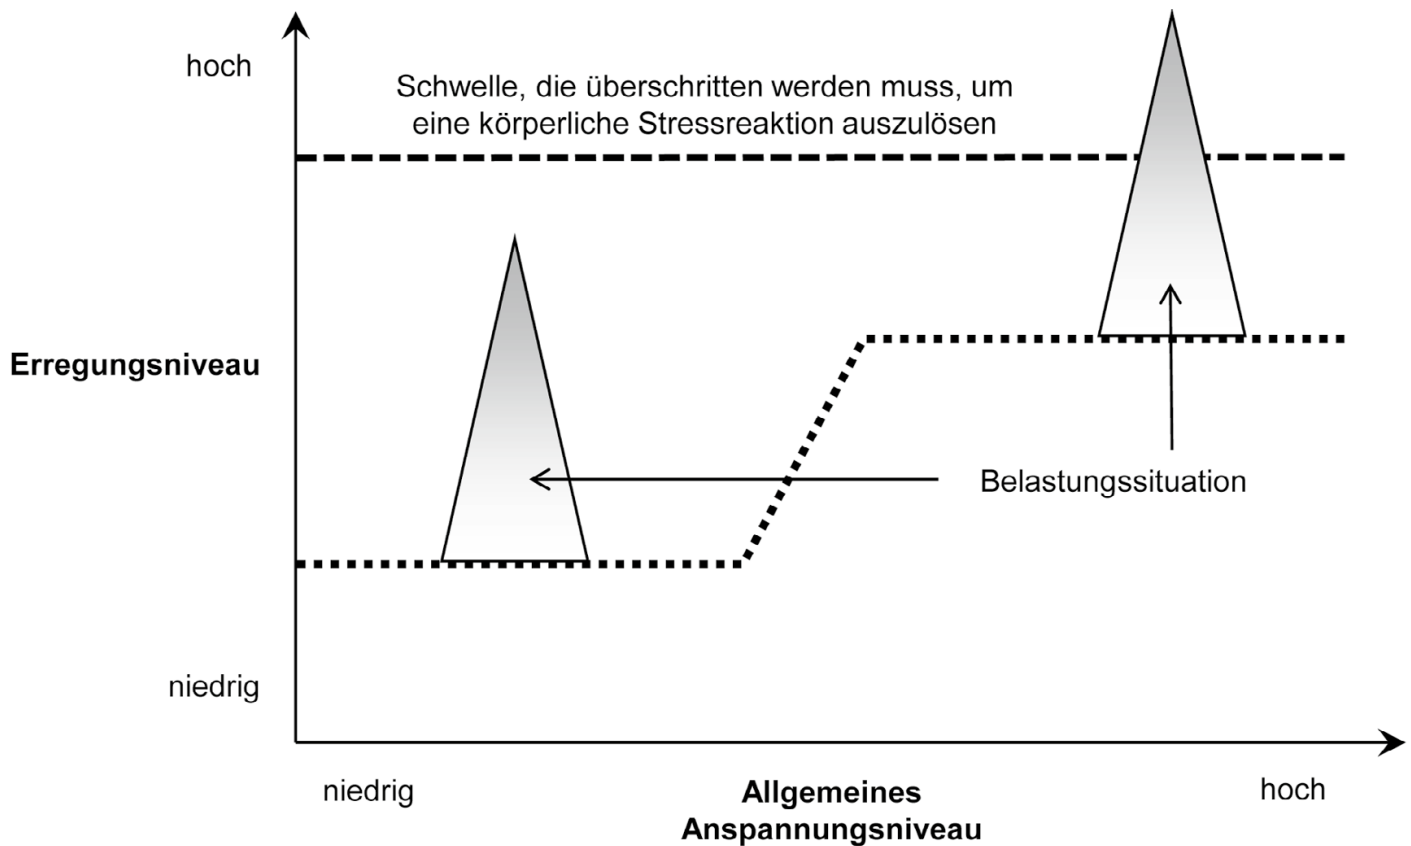 hoch
Schwelle, die überschritten werden muss, um
eine körperliche Stressreaktion auszulösen
Erregungsniveau
Belastungssituation
niedrig
niedrig
Allgemeines
Anspannungsniveau
hoch